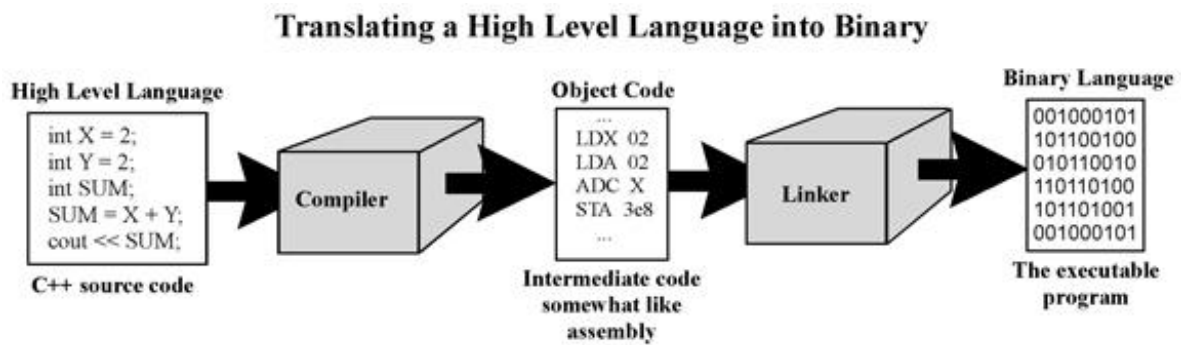 Translating a High Level Language into Binary
High Level Language
int X = 2;
int Y = 2;
int SUM;
SUM = X + Y;
cout << SUM;
C++ source code
Compiler
Object Code
...
LDX 02
LDA 02
ADC X
STA 3e8
...
Intermediate code
somewhat like
assembly
Linker
Binary Language
001000101
101100100
010110010
110110100
101101001
001000101
The executable
program